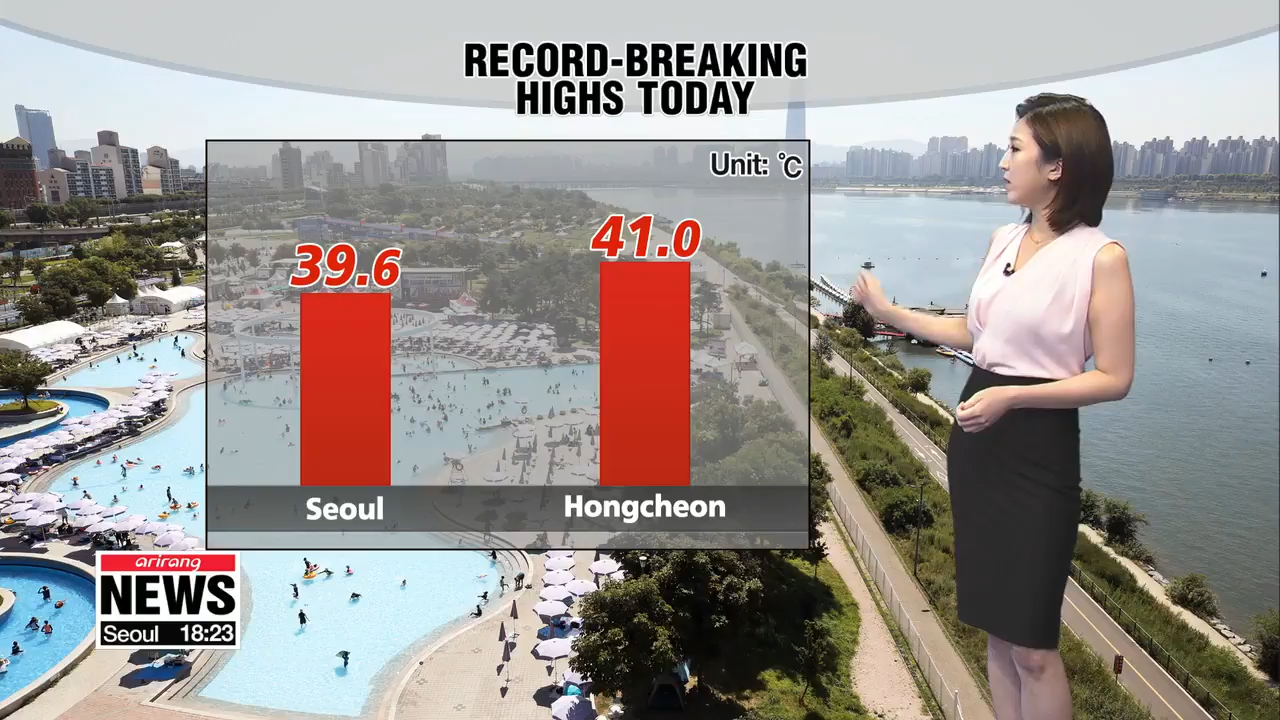 RECORD-BREAKING
HIGHS TODAY
Unit: ℃
39.6
41.0
Seoul
Hongcheon
arirang
NEWS
Seoul 18:23